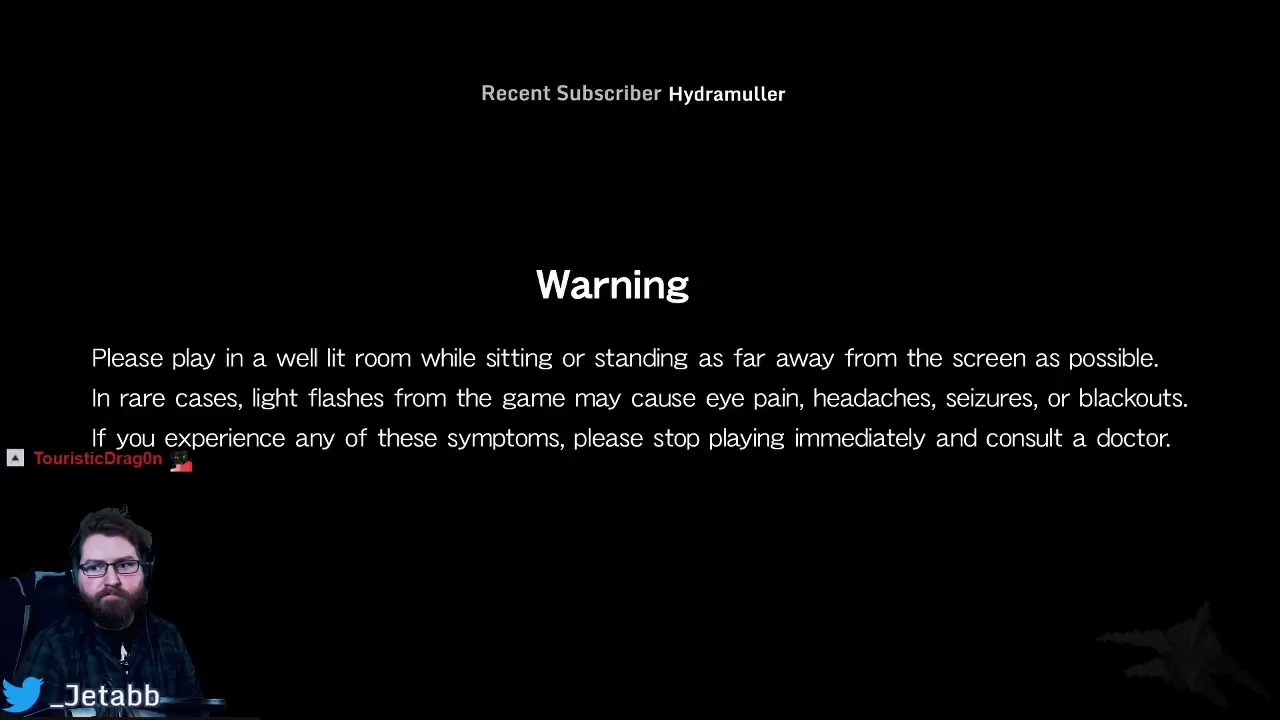 Recent Subscriber Hydramuller
Warning
Please play in a well lit room while sitting or standing as far away from the screen as possible.
In rare cases, light flashes from the game may cause eye pain, headaches, seizures, or blackouts.
If you experience any of these symptoms, please stop playing immediately and consult a doctor.
TouristicDrag0n
_Jetabb